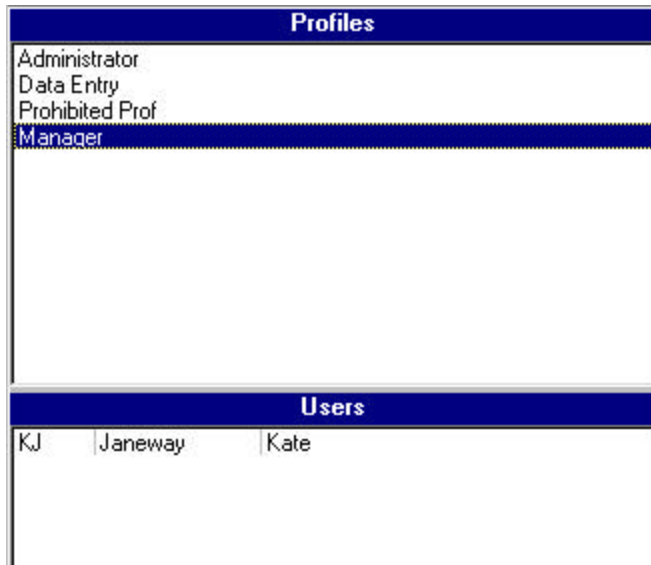 Profiles
Administrator
Data Entry
Prohibited Prof
Manager
Users
KJ Janeway Kate